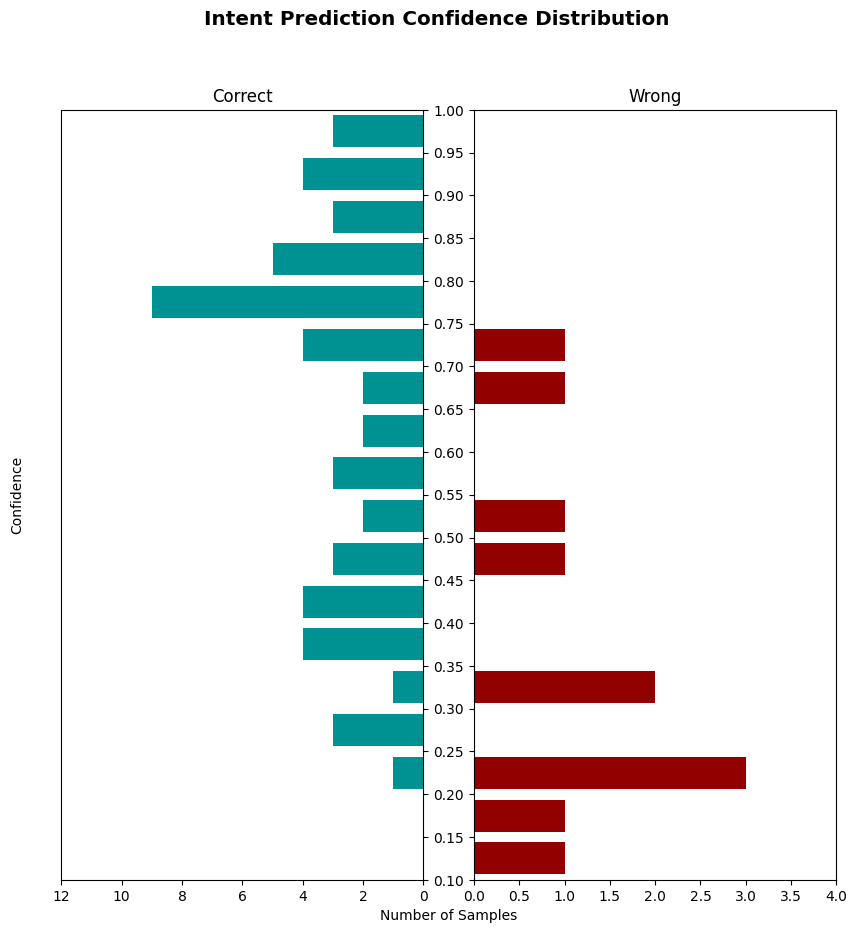 Intent Prediction Confidence Distribution
Correct
Wrong
1.00
0.95
0.90
0.85
0.80
0.75
0.70
0.65
0.60
0.55
0.50
0.45
0.40
0.35
0.30
0.25
0.20
0.15
0.10
Confidence
12 10 8 6 4 2 0
0.0 0.5 1.0 1.5 2.0 2.5 3.0 3.5 4.0
Number of Samples